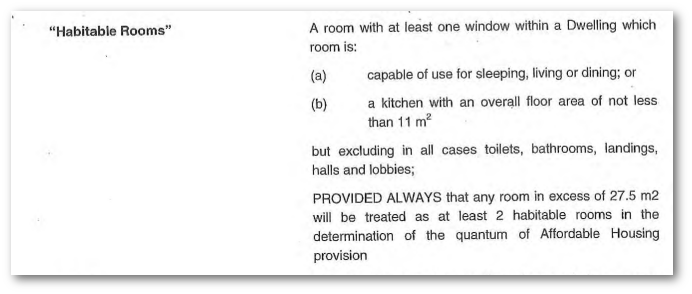 "Habitable Rooms"
A room with at least one window within a Dwelling which
room is:
(a) capable of use for sleeping, living or dining; or
(b) a kitchen with an overall floor area of not less
than 11 m²
but excluding in all cases toilets, bathrooms, landings,
halls and lobbies;
PROVIDED ALWAYS that any room in excess of 27.5 m2
will be treated as at least 2 habitable rooms in the
determination of the quantum of Affordable Housing
provision